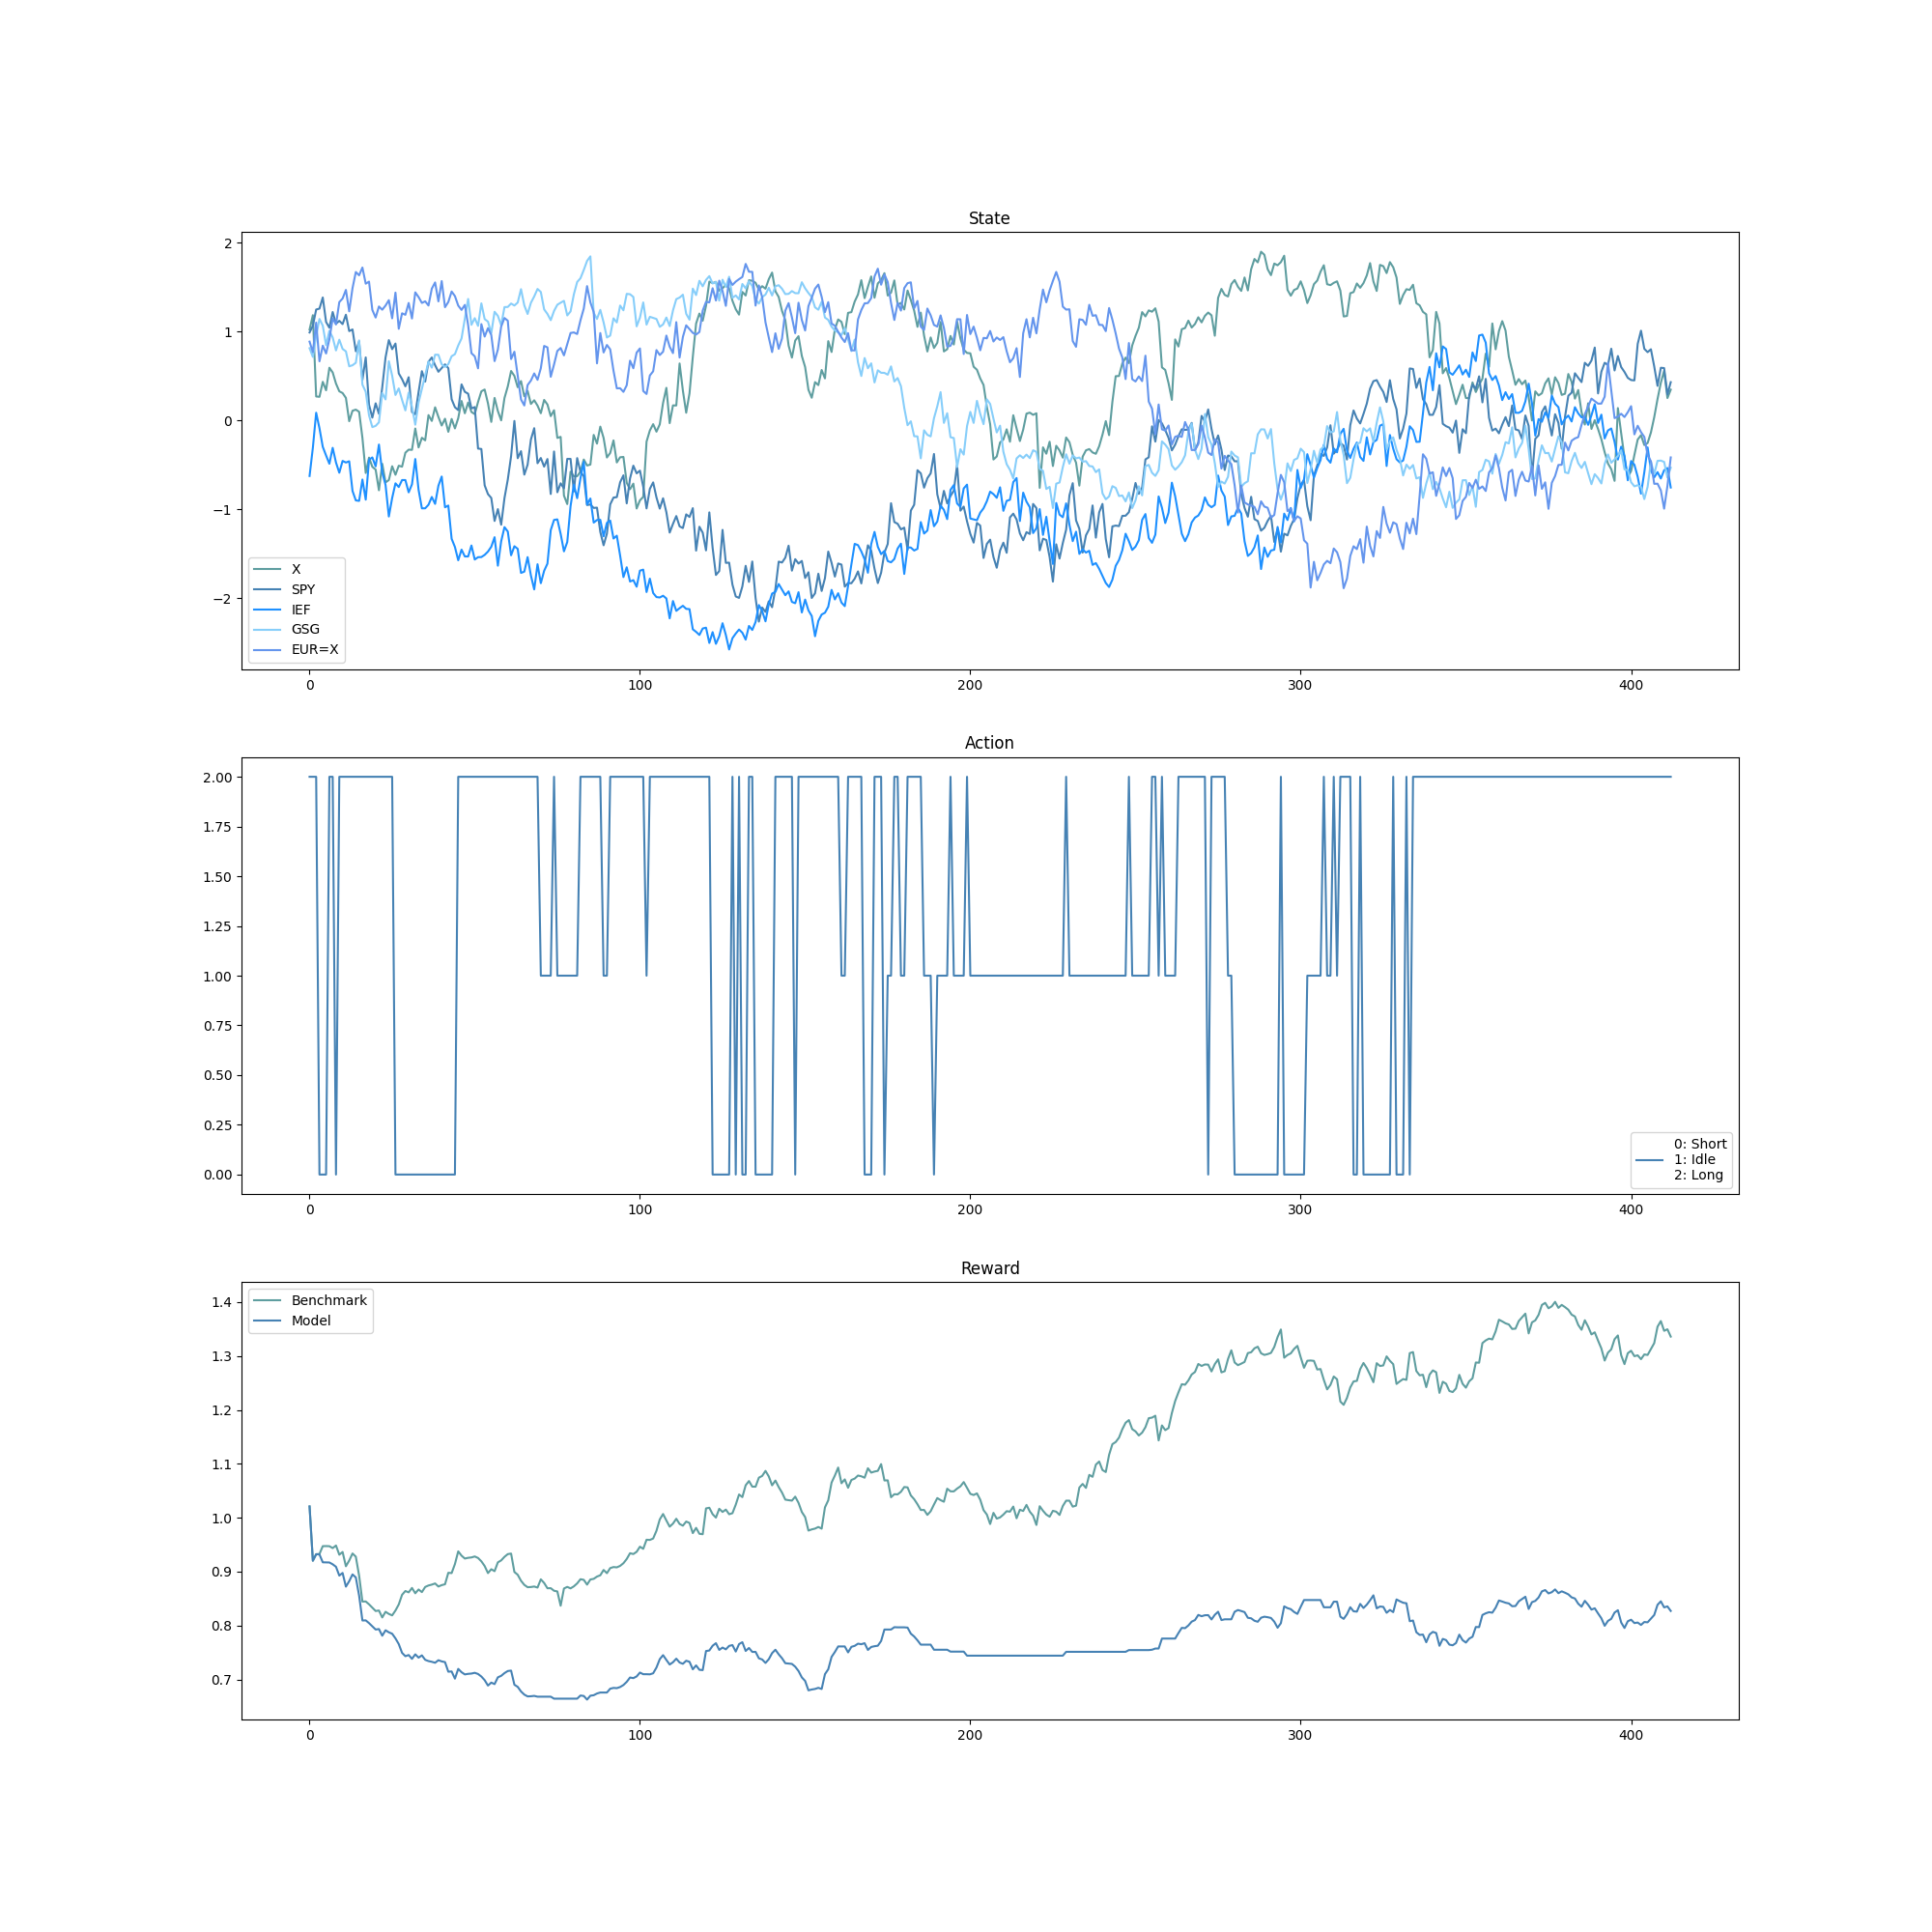 State
2
1
0
−1
−2
X
SPY
IEF
GSG
EUR=X
0 100 200 300 400
Action
2.00
1.75
1.50
1.25
1.00
0.75
0.50
0.25
0.00
0: Short
1: Idle
2: Long
0 100 200 300 400
Reward
Benchmark
Model
1.4
1.3
1.2
1.1
1.0
0.9
0.8
0.7
0 100 200 300 400